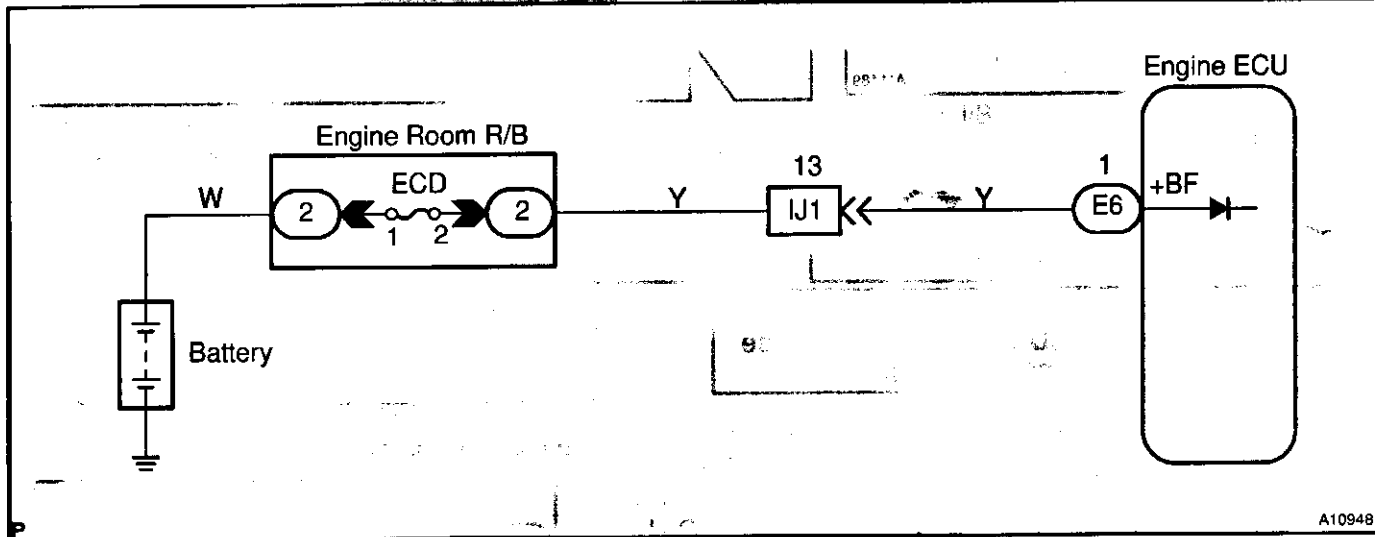 Engine ECU
Engine Room R/B
ECD
W
2
1
2
2
Y
13
IJ1
Y
1
E6
+BF
Battery
P
A10948